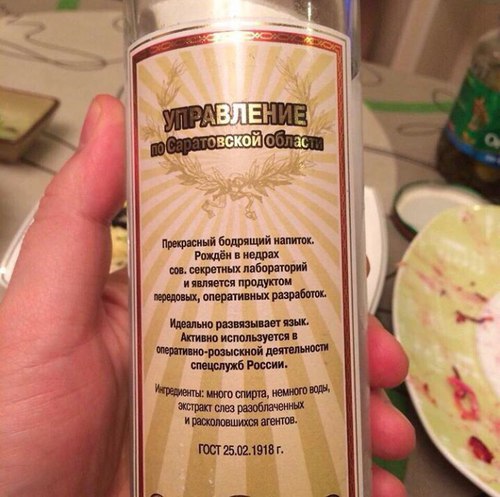 УПРАВЛЕНИЕ
по Саратовской области
Прекрасный бодрящий напиток.
Рождён в недрах
сов. секретных лабораторий
и является продуктом
передовых, оперативных разработок.
Идеально развязывает язык.
Активно используется в
оперативно-розыскной деятельности
спецслужб России.
Ингредиенты: много спирта, немного воды,
экстракт слез разоблаченных
и расколовшихся агентов.
ГОСТ 25.02.1918 г.